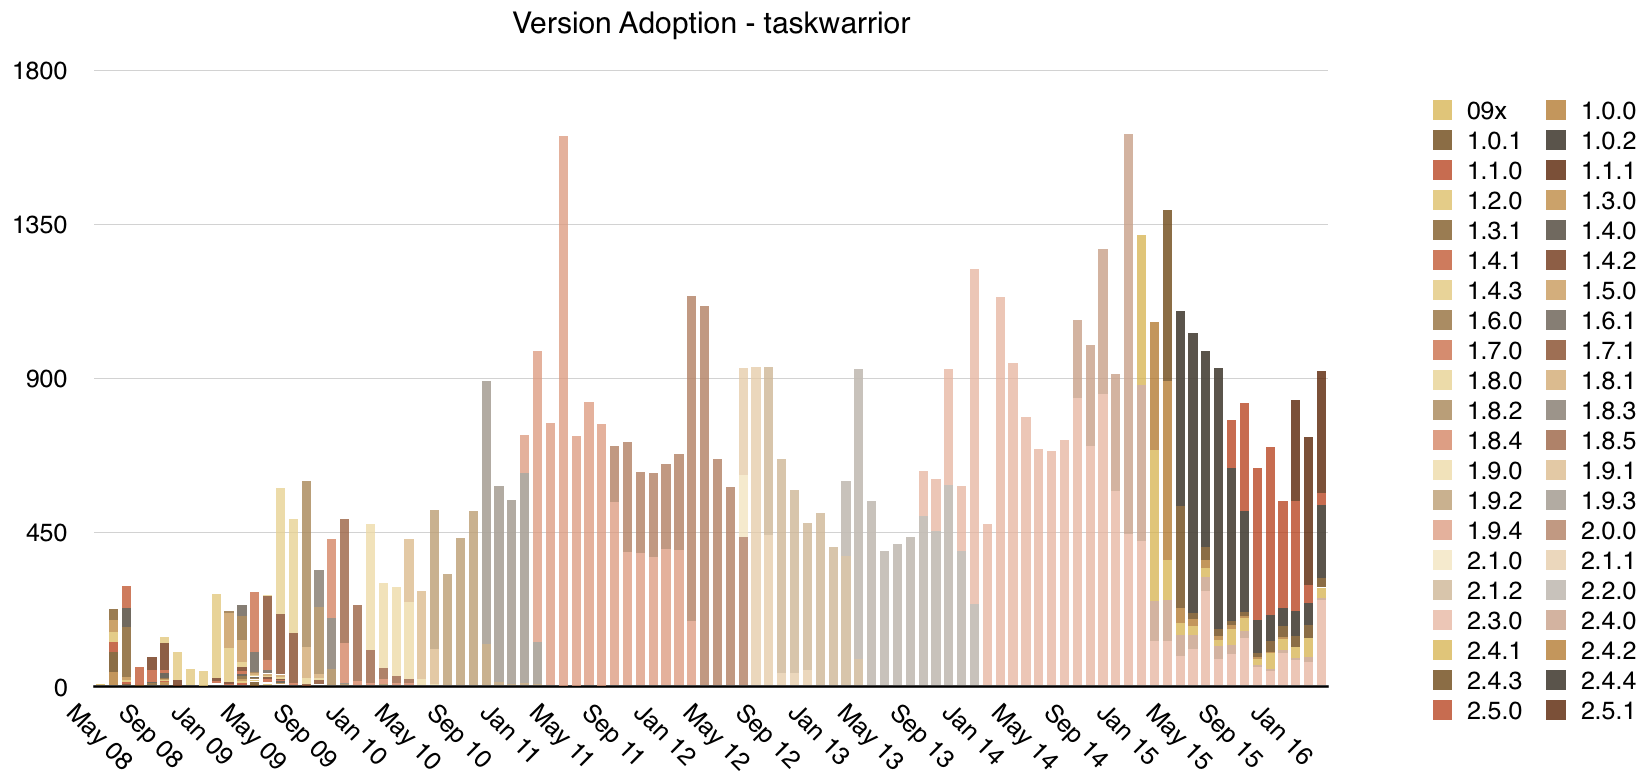 Version Adoption - taskwarrior
1800
1350
900
450
0
May 08
Sep 08
Jan 09
May 09
Sep 09
Jan 10
May 10
Sep 10
Jan 11
May 11
Sep 11
Jan 12
May 12
Sep 12
Jan 13
May 13
Sep 13
Jan 14
May 14
Sep 14
Jan 15
May 15
Sep 15
Jan 16
09x 1.0.0
1.0.1 1.0.2
1.1.0 1.1.1
1.2.0 1.3.0
1.3.1 1.4.0
1.4.1 1.4.2
1.4.3 1.5.0
1.6.0 1.6.1
1.7.0 1.7.1
1.8.0 1.8.1
1.8.2 1.8.3
1.8.4 1.8.5
1.9.0 1.9.1
1.9.2 1.9.3
1.9.4 2.0.0
2.1.0 2.1.1
2.1.2 2.2.0
2.3.0 2.4.0
2.4.1 2.4.2
2.4.3 2.4.4
2.5.0 2.5.1